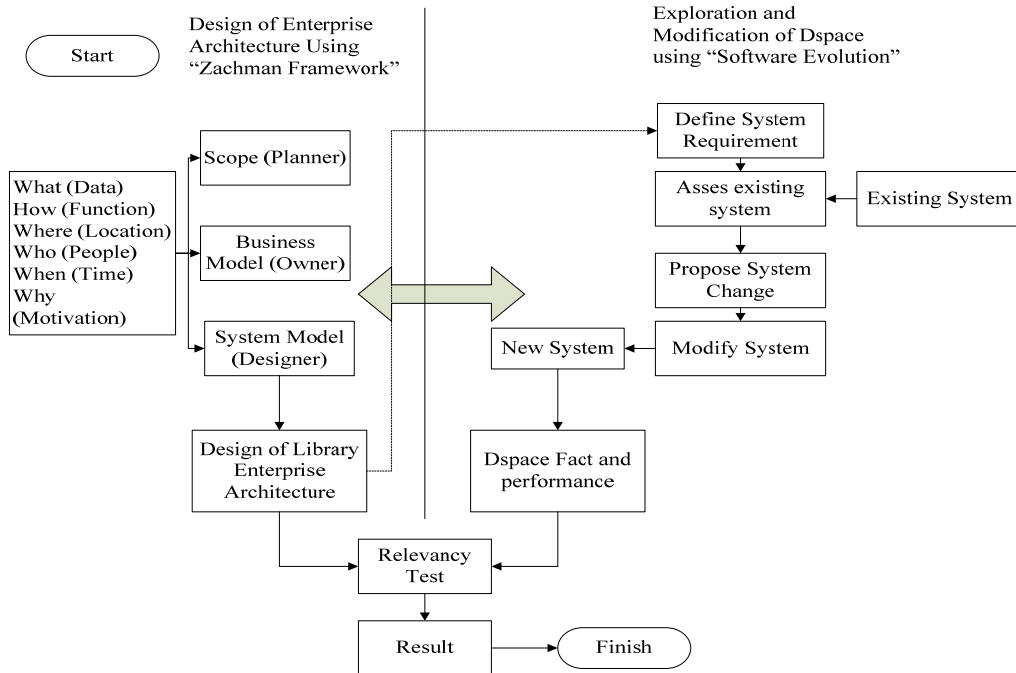 Start
Design of Enterprise
Architecture Using
“Zachman Framework”
What (Data)
How (Function)
Where (Location)
Who (People)
When (Time)
Why
(Motivation)
Scope (Planner)
Business
Model (Owner)
System Model
(Designer)
Design of Library
Enterprise
Architecture
Exploration and
Modification of Dspace
using “Software Evolution”
Define System
Requirement
Asses existing
system
Existing System
Propose System
Change
Modify System
New System
Dspace Fact and
performance
Relevancy
Test
Result
Finish